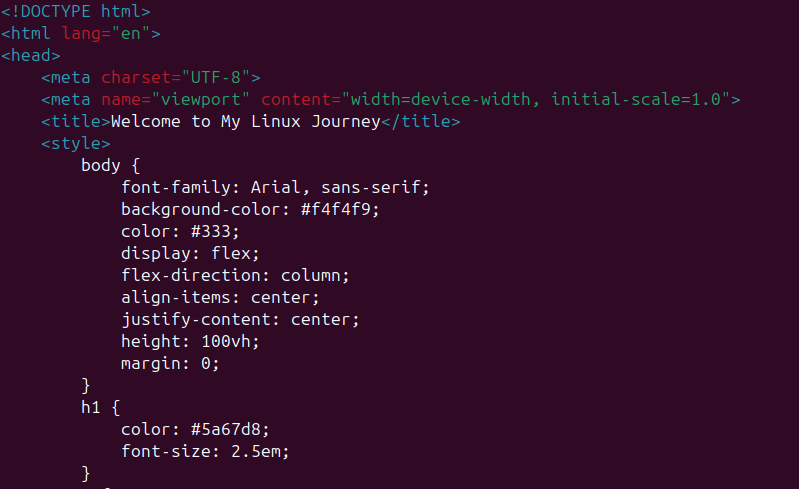 <!DOCTYPE html>
<html lang="en">
<head>
    <meta charset="UTF-8">
    <meta name="viewport" content="width=device-width, initial-scale=1.0">
    <title>Welcome to My Linux Journey</title>
    <style>
        body {
            font-family: Arial, sans-serif;
            background-color: #f4f4f9;
            color: #333;
            display: flex;
            flex-direction: column;
            align-items: center;
            justify-content: center;
            height: 100vh;
            margin: 0;
        }
        h1 {
            color: #5a67d8;
            font-size: 2.5em;
        }